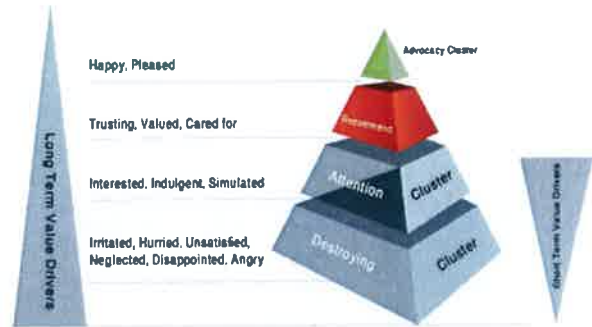 Advocacy Cluster
Happy, Pleased
Trusting, Valued, Cared for
Interested, Indulgent, Simulated
Attention
Cluster
Irritated, Hurried, Unsatisfied,
Neglected, Disappointed, Angry
Destroying
Cluster
Long Term Value Drivers
Short Term Value Drivers